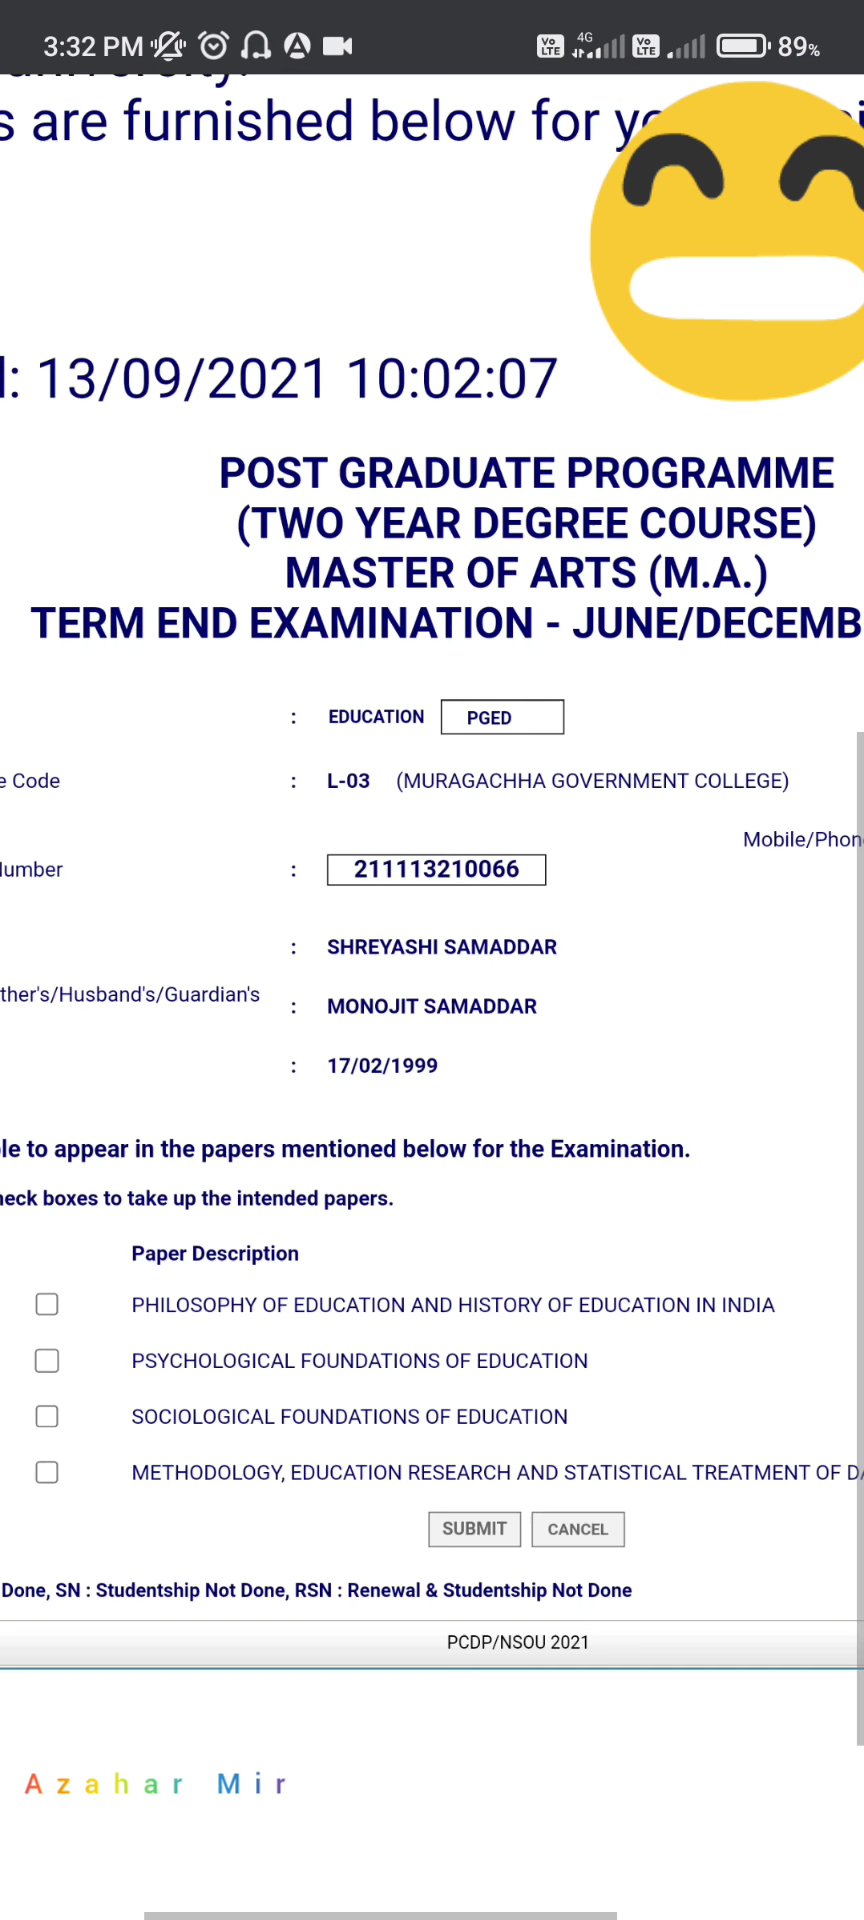 3:32 PM 4G 89%
s are furnished below for
: 13/09/2021 10:02:07
POST GRADUATE PROGRAMME
(TWO YEAR DEGREE COURSE)
MASTER OF ARTS (M.A.)
TERM END EXAMINATION - JUNE/DECEMB
: EDUCATION PGED
e Code : L-03 (MURAGACHHA GOVERNMENT COLLEGE)
Mobile/Phon
umber : 211113210066
: SHREYASHI SAMADDAR
ther's/Husband's/Guardian's : MONOJIT SAMADDAR
: 17/02/1999
le to appear in the papers mentioned below for the Examination.
eck boxes to take up the intended papers.
Paper Description
PHILOSOPHY OF EDUCATION AND HISTORY OF EDUCATION IN INDIA
PSYCHOLOGICAL FOUNDATIONS OF EDUCATION
SOCIOLOGICAL FOUNDATIONS OF EDUCATION
METHODOLOGY, EDUCATION RESEARCH AND STATISTICAL TREATMENT OF
SUBMIT CANCEL
Done, SN : Studentship Not Done, RSN : Renewal & Studentship Not Done
PCDP/NSOU 2021
Azahar Mir